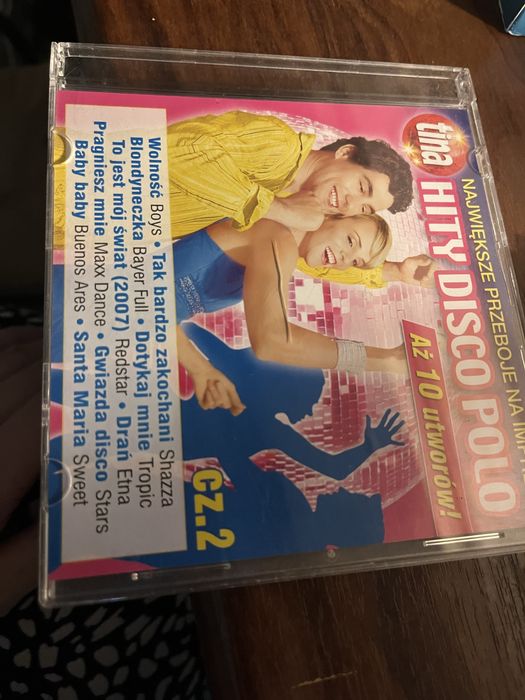 NAJWIĘKSZE PRZEBOJE NA IMPR
tina
HITY DISCO POLO
Aż 10 utworów!
Wolność Boys • Tak bardzo zakochani Shazza
Blondyneczka Bayer Full • Dotykaj mnie Tropic
To jest mój świat (2007) Redstar • Drań Etna
Pragniesz mnie Maxx Dance • Gwiazda disco Stars
Baby baby Buenos Ares • Santa Maria Sweet
cz.2